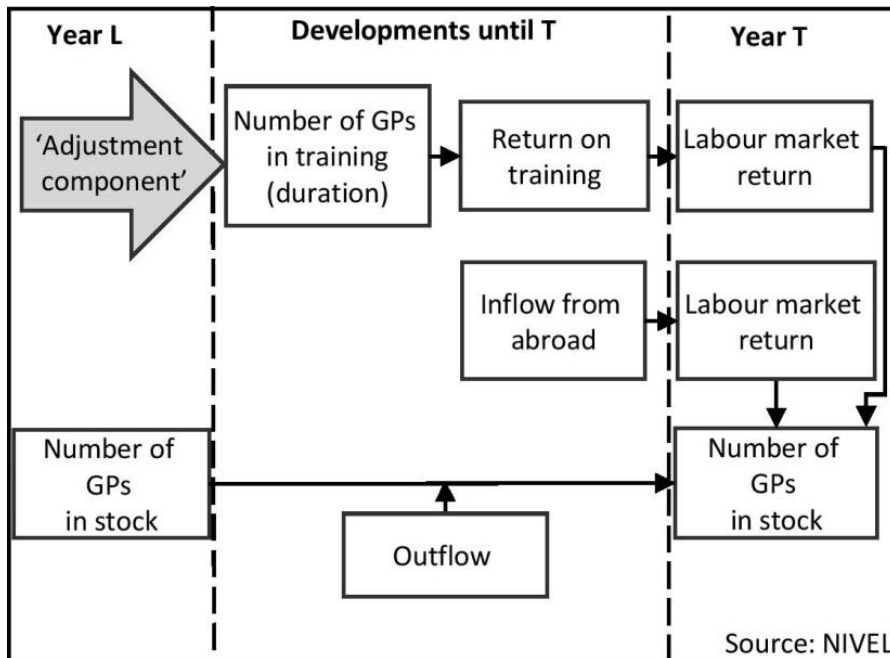 Year L
Developments until T
Year T
'Adjustment
component'
Number of GPs
in training
(duration)
Return on
training
Labour market
return
Inflow from
abroad
Labour market
return
Number of
GPs
in stock
Number of
GPs
in stock
Outflow
Source: NIVEL